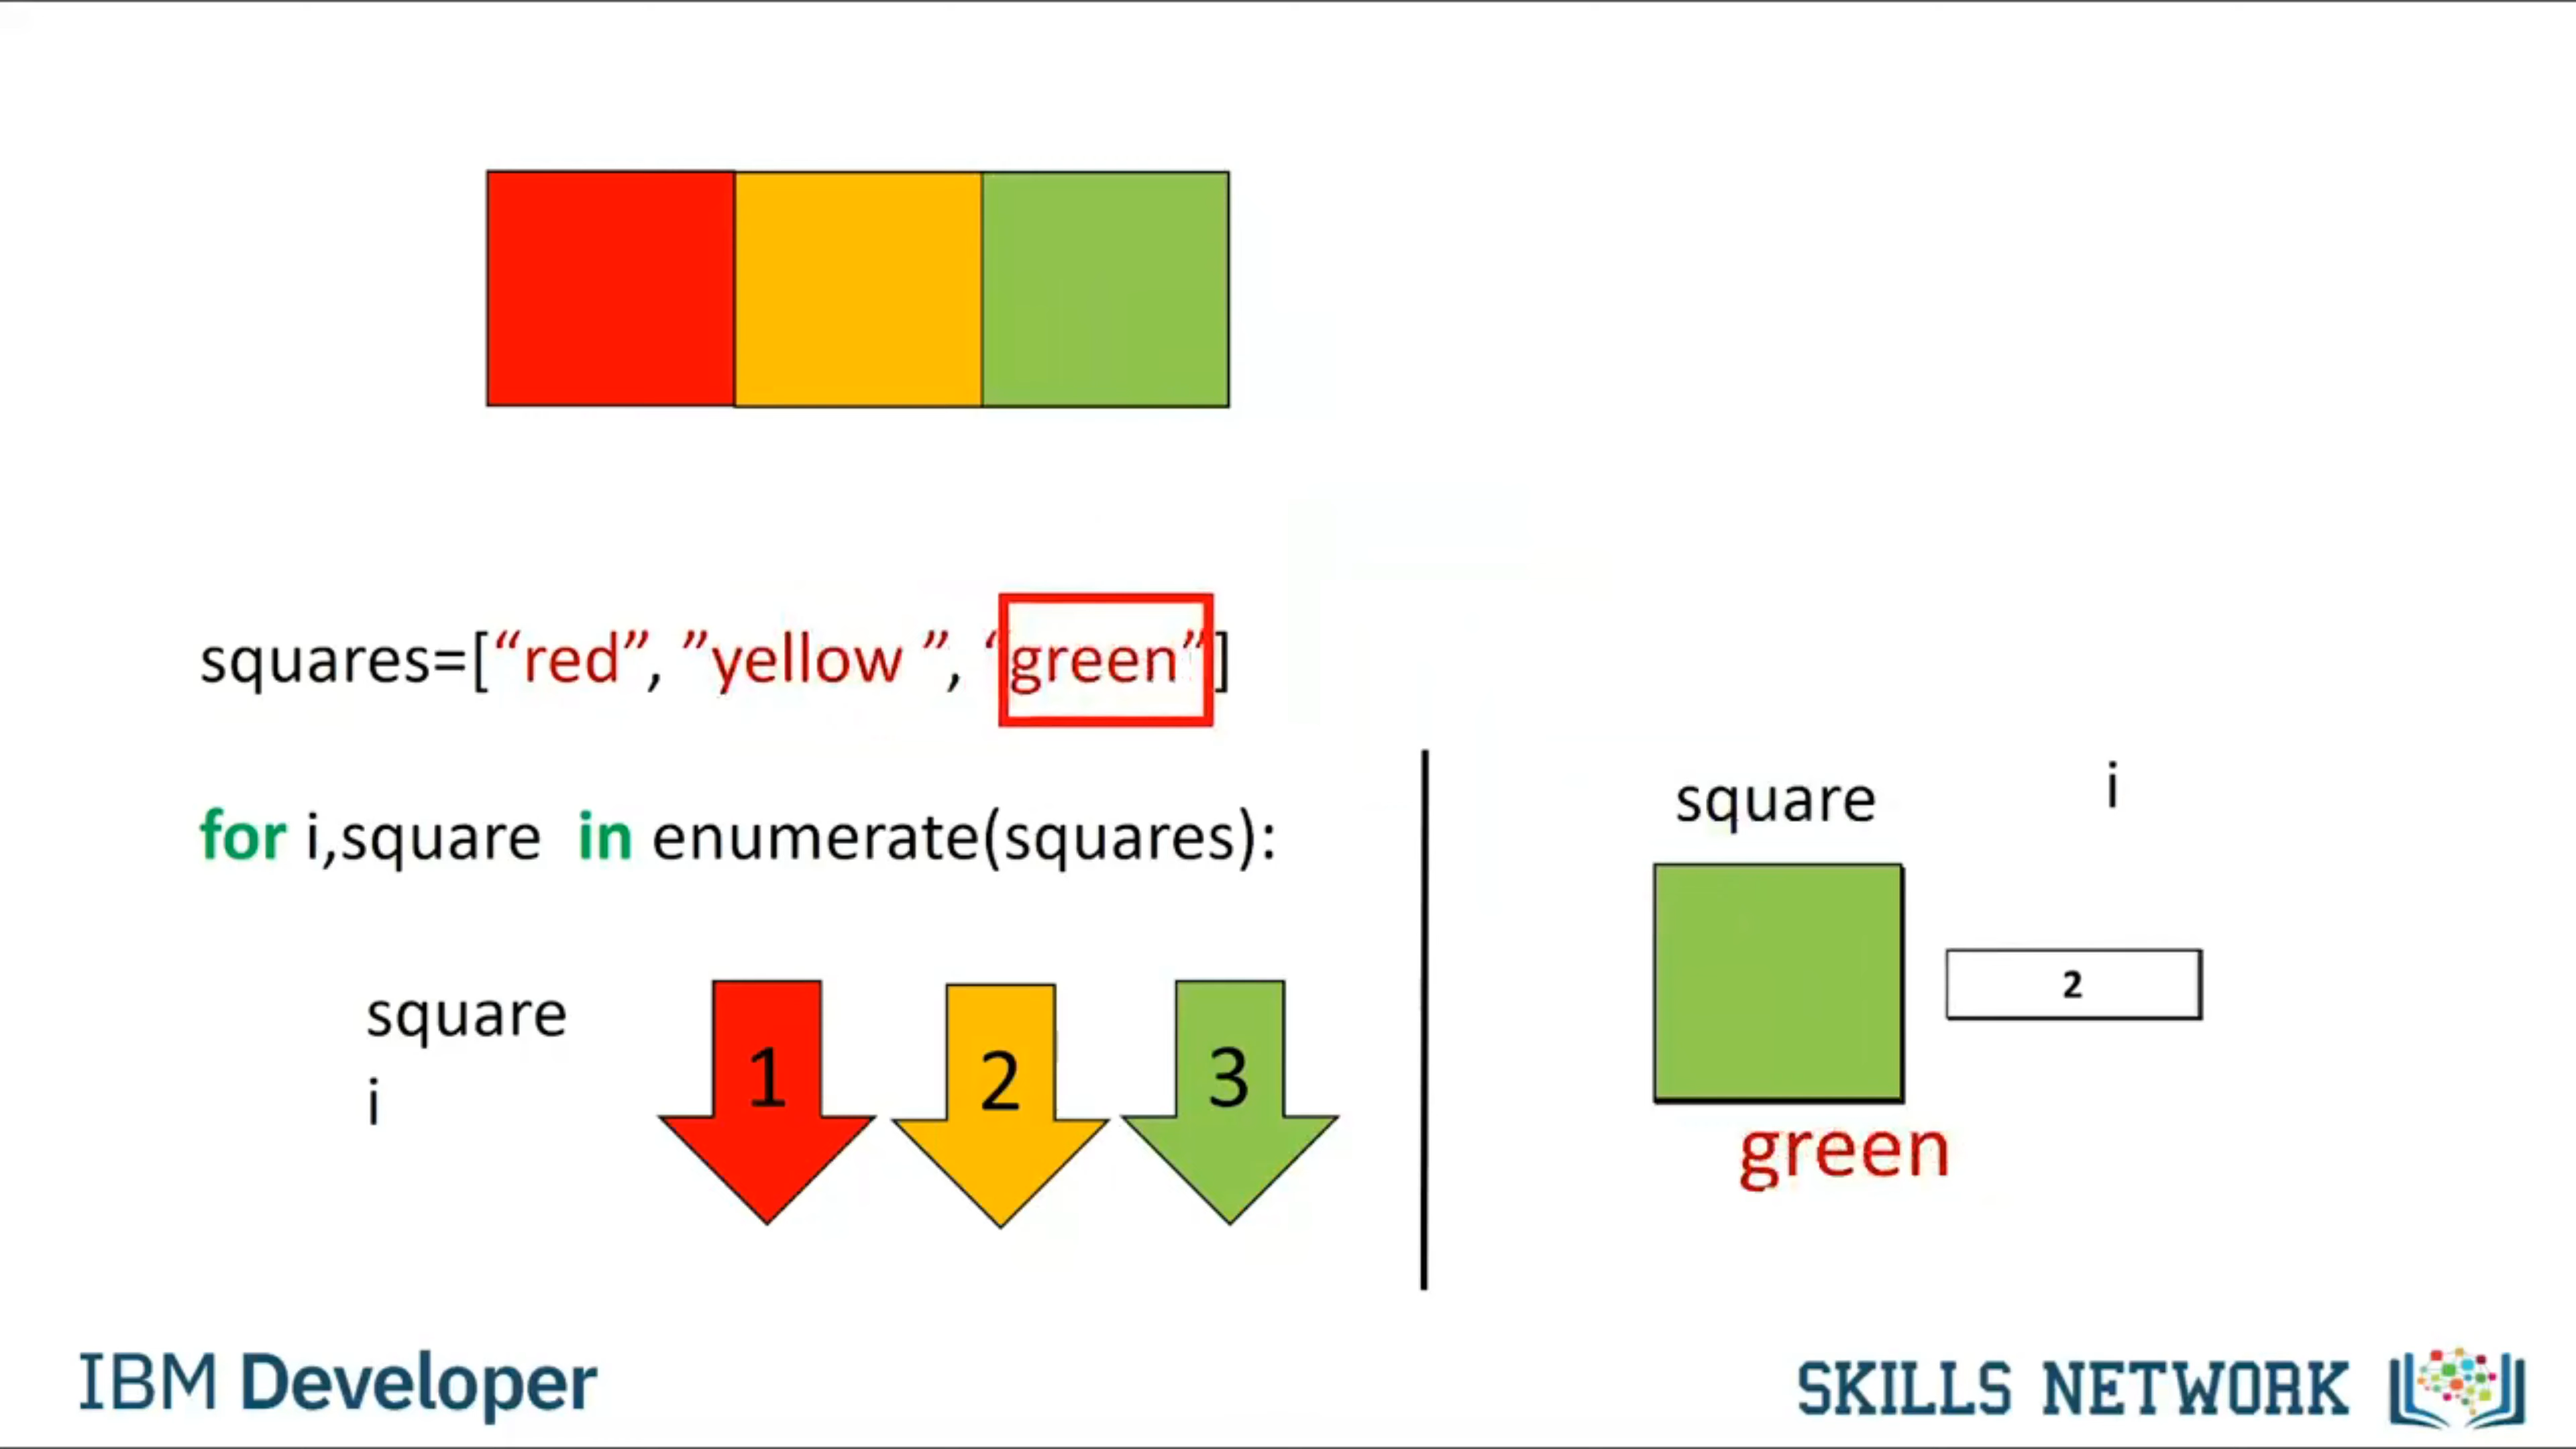 squares=[“red”, ”yellow ”, “green”]
for i,square  in enumerate(squares):
square
i
1
2
3
square
i
2
green
IBM Developer
SKILLS NETWORK